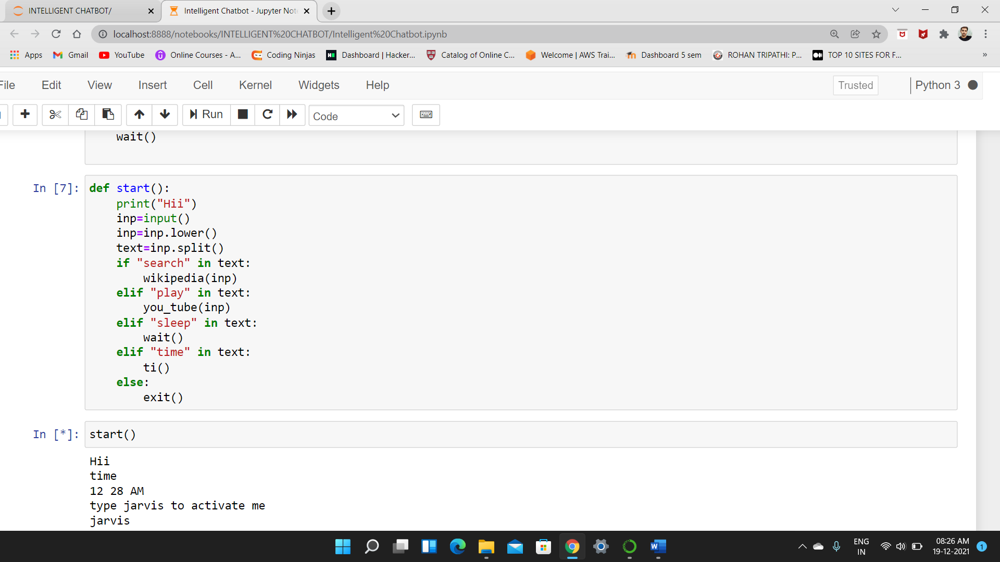 INTELLIGENT CHATBOT/
Intelligent Chatbot - Jupyter Note
localhost:8888/notebooks/INTELLIGENT%20CHATBOT/Intelligent%20Chatbot.ipynb
Apps Gmail YouTube Online Courses - A... Coding Ninjas Dashboard | Hacker... Catalog of Online C... Welcome | AWS Trai... Dashboard 5 sem ROHAN TRIPATHI: P... TOP 10 SITES FOR F... »
File Edit View Insert Cell Kernel Widgets Help Trusted Python 3
Run Code
wait()
In [7]: def start():
print("Hii")
inp=input()
inp=inp.lower()
text=inp.split()
if "search" in text:
wikipedia(inp)
elif "play" in text:
you_tube(inp)
elif "sleep" in text:
wait()
elif "time" in text:
ti()
else:
exit()
In [*]: start()
Hii
time
12 28 AM
type jarvis to activate me
jarvis
ENG
IN
08:26 AM
19-12-2021
1